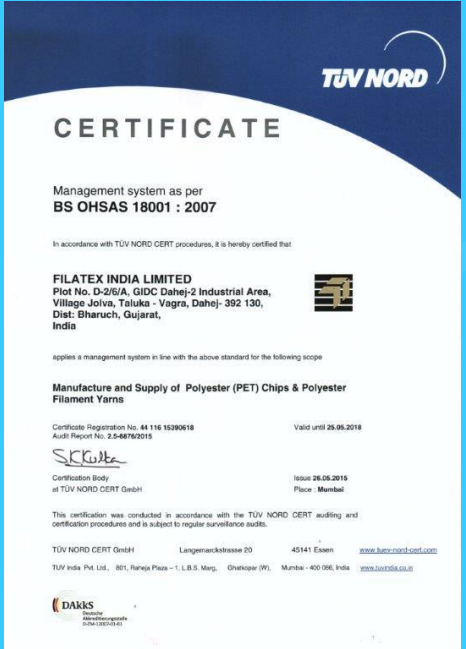 TÜV NORD
CERTIFICATE
Management system as per
BS OHSAS 18001 : 2007
In accordance with TÜV NORD CERT procedures, it is hereby certified that
FILATEX INDIA LIMITED
Plot No. D-2/6/A, GIDC Dahej-2 Industrial Area,
Village Jolva, Taluka - Vagra, Dahej- 392 130,
Dist: Bharuch, Gujarat,
India
applies a management system in line with the above standard for the following scope
Manufacture and Supply of Polyester (PET) Chips & Polyester
Filament Yarns
Certificate Registration No. 44 116 15390618 Valid until 25.05.2018
Audit Report No. 2.5-6876/2015
Certification Body Issue 26.05.2015
at TÜV NORD CERT GmbH Place : Mumbai
This certification was conducted in accordance with the TÜV NORD CERT auditing and
certification procedures and is subject to regular surveillance audits.
TÜV NORD CERT GmbH Langemarckstrasse 20 45141 Essen www.tuev-nord-cert.com
TUV India Pvt. Ltd., 801, Raheja Plaza – 1, L.B.S. Marg, Ghatkopar (W), Mumbai - 400 086, India www.tuvindia.co.in
DAkkS
Deutsche
Akkreditierungsstelle
D-ZM-12007-01-01